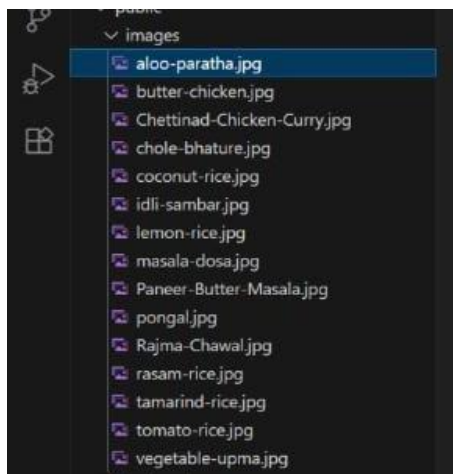 public
images
aloo-paratha.jpg
butter-chicken.jpg
Chettinad-Chicken-Curry.jpg
chole-bhature.jpg
coconut-rice.jpg
idli-sambar.jpg
lemon-rice.jpg
masala-dosa.jpg
Paneer-Butter-Masala.jpg
pongal.jpg
Rajma-Chawal.jpg
rasam-rice.jpg
tamarind-rice.jpg
tomato-rice.jpg
vegetable-upma.jpg